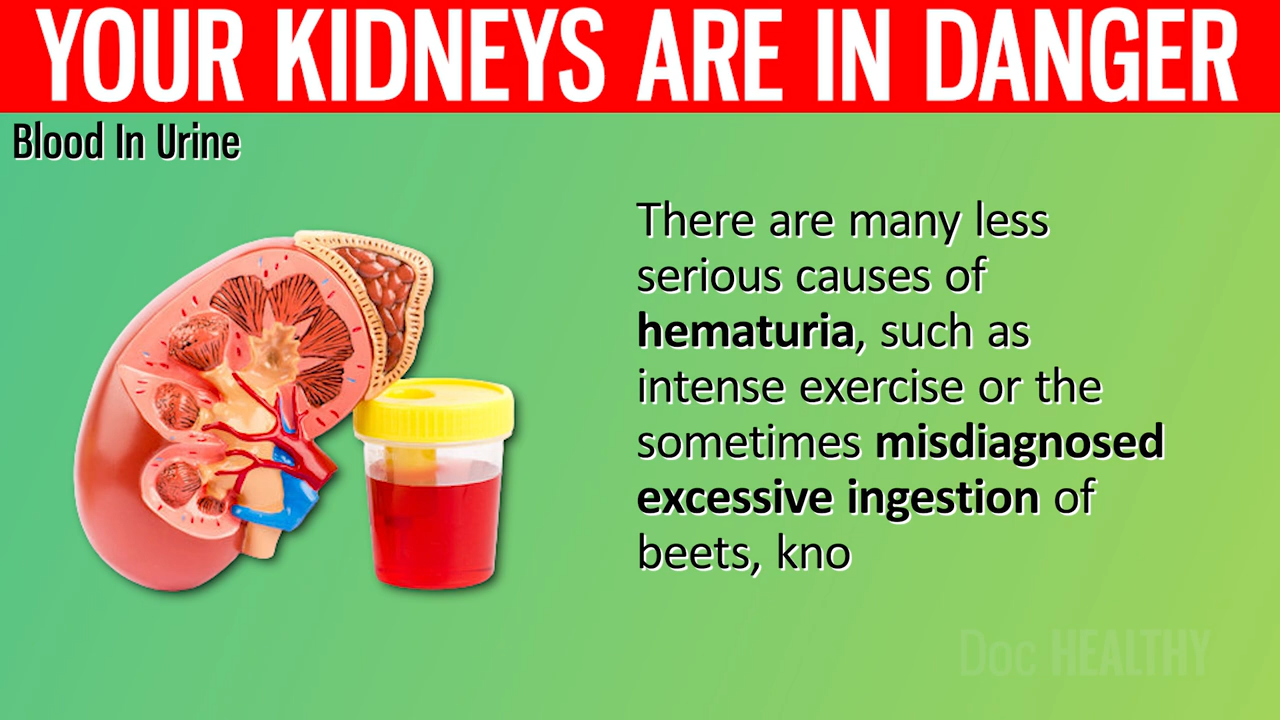 YOUR KIDNEYS ARE IN DANGER
Blood In Urine
There are many less
serious causes of
hematuria, such as
intense exercise or the
sometimes misdiagnosed
excessive ingestion of
beets, kno
Doc HEALTHY